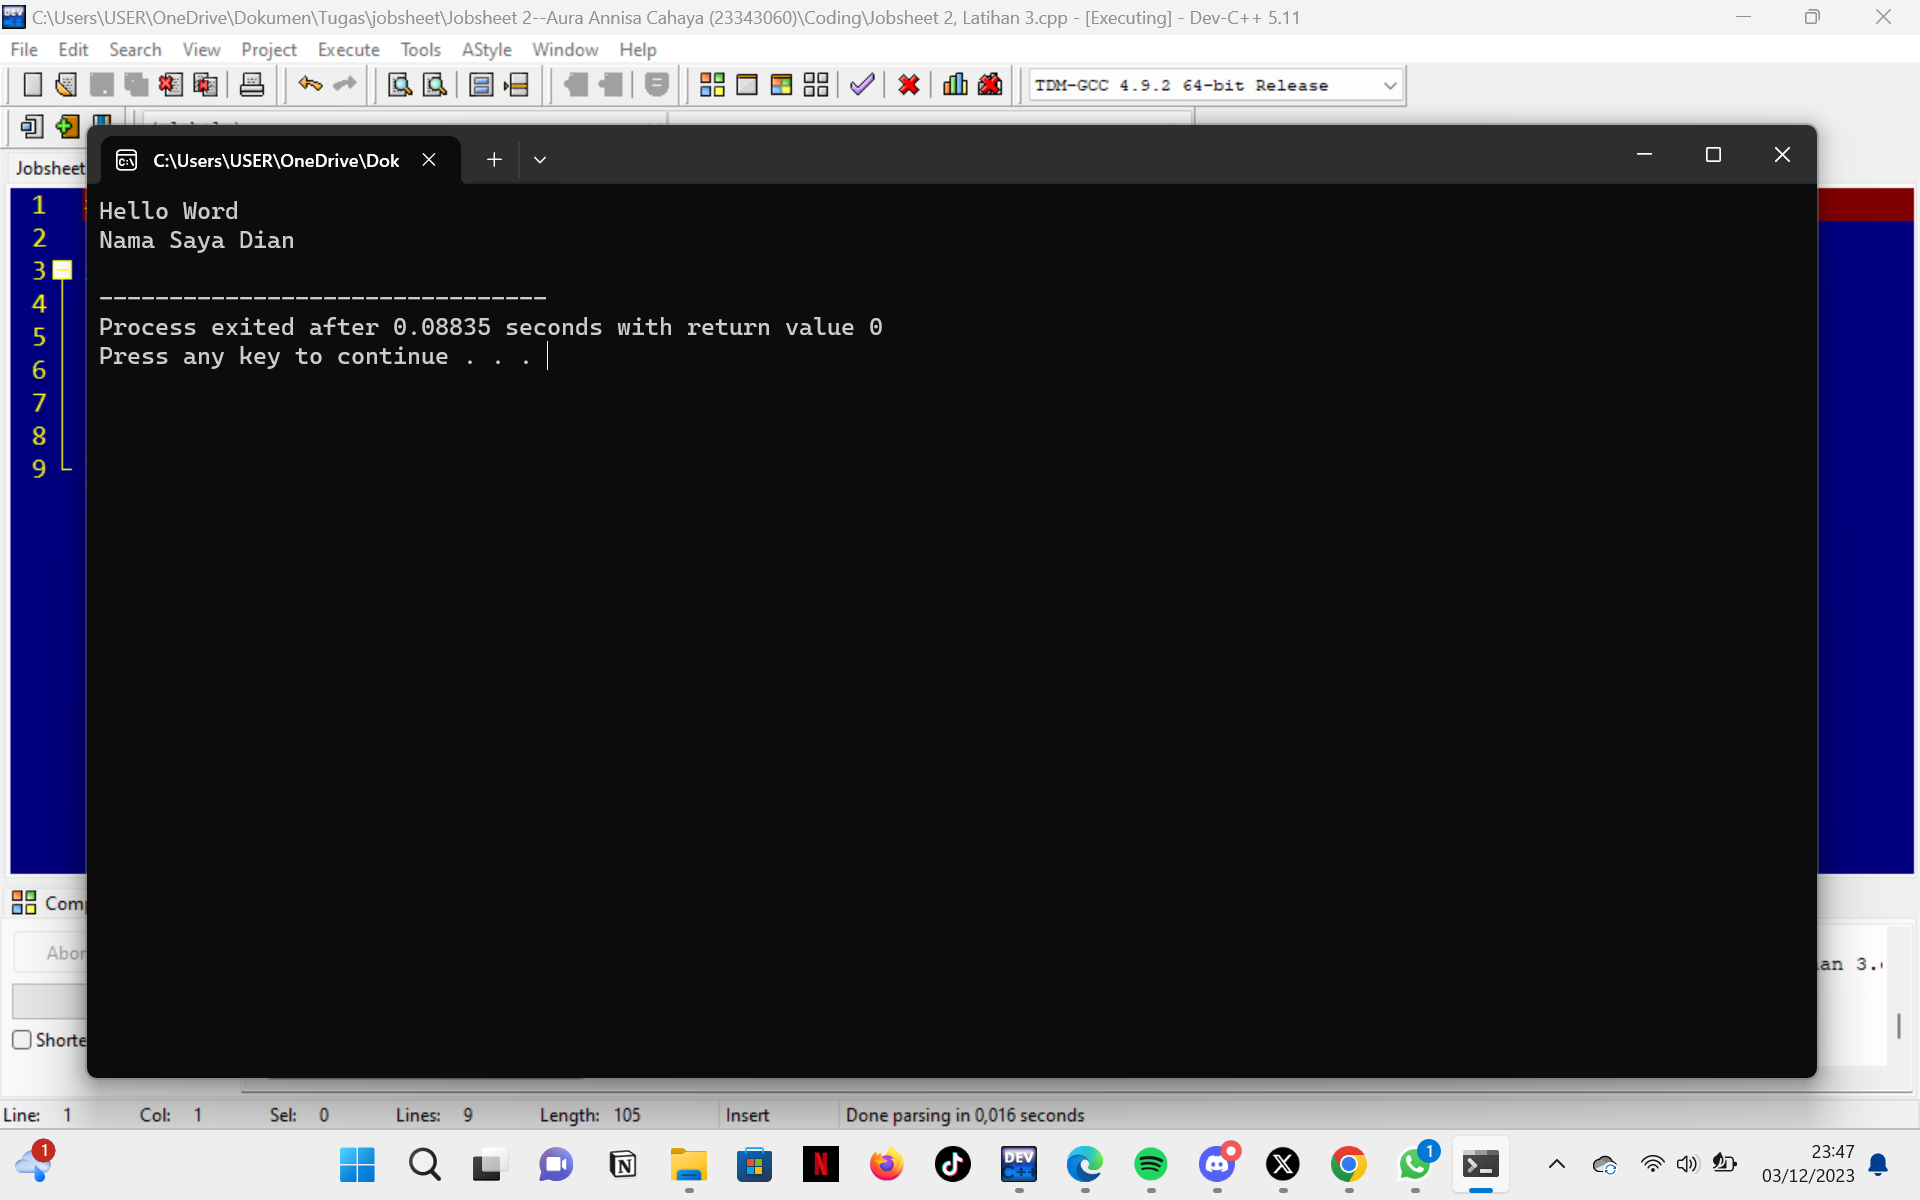 C:\Users\USER\OneDrive\Dokumen\Tugas\jobsheet\Jobsheet 2--Aura Annisa Cahaya (23343060)\Coding\Jobsheet 2, Latihan 3.cpp - [Executing] - Dev-C++ 5.11
File Edit Search View Project Execute Tools AStyle Window Help
TDM-GCC 4.9.2 64-bit Release
Jobsheet
C:\Users\USER\OneDrive\Dok
1
2
3
4
5
6
7
8
9
Hello Word
Nama Saya Dian
--------------------------------
Process exited after 0.08835 seconds with return value 0
Press any key to continue . . .
Comp
Abor
an 3.
Shorte
Line: 1 Col: 1 Sel: 0 Lines: 9 Length: 105 Insert Done parsing in 0,016 seconds
1
N
N
DEV
C++
X
1
23:47
03/12/2023